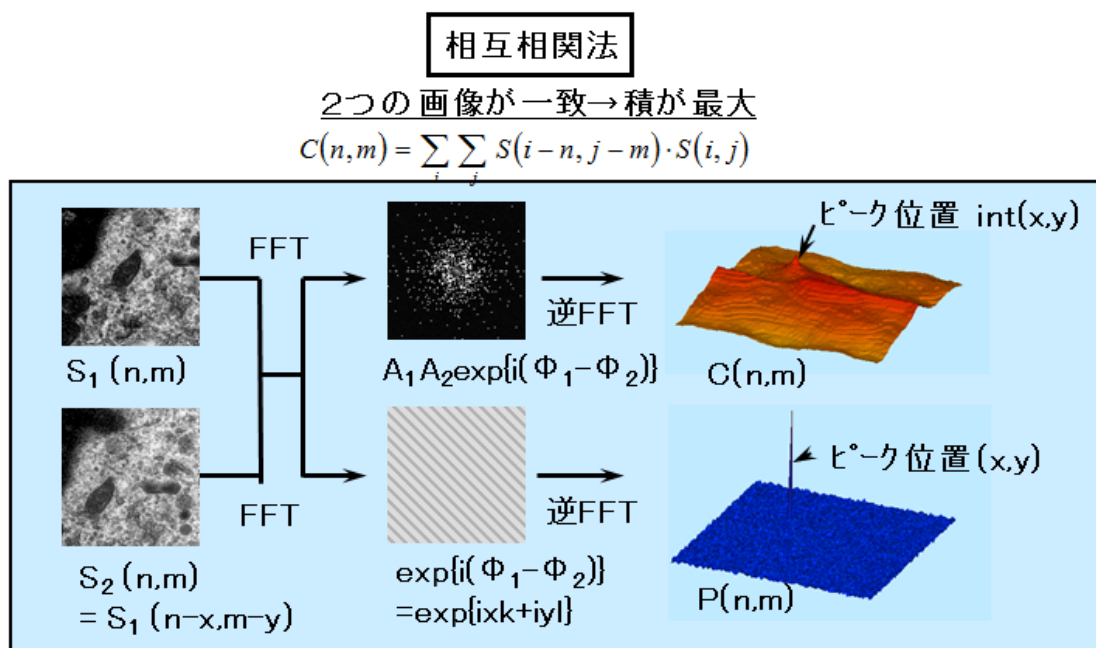 相互相関法
2つの画像が一致→積が最大
C(n,m) = ∑i ∑j S(i−n, j−m)·S(i, j)
FFT
ﾋﾟｰｸ位置 int(x,y)
逆FFT
S₁(n,m)
A₁A₂exp{i(Φ₁−Φ₂)}
C(n,m)
ﾋﾟｰｸ位置(x,y)
FFT
逆FFT
S₂(n,m)
= S₁(n−x,m−y)
exp{i(Φ₁−Φ₂)}
=exp{ixk+iyl}
P(n,m)